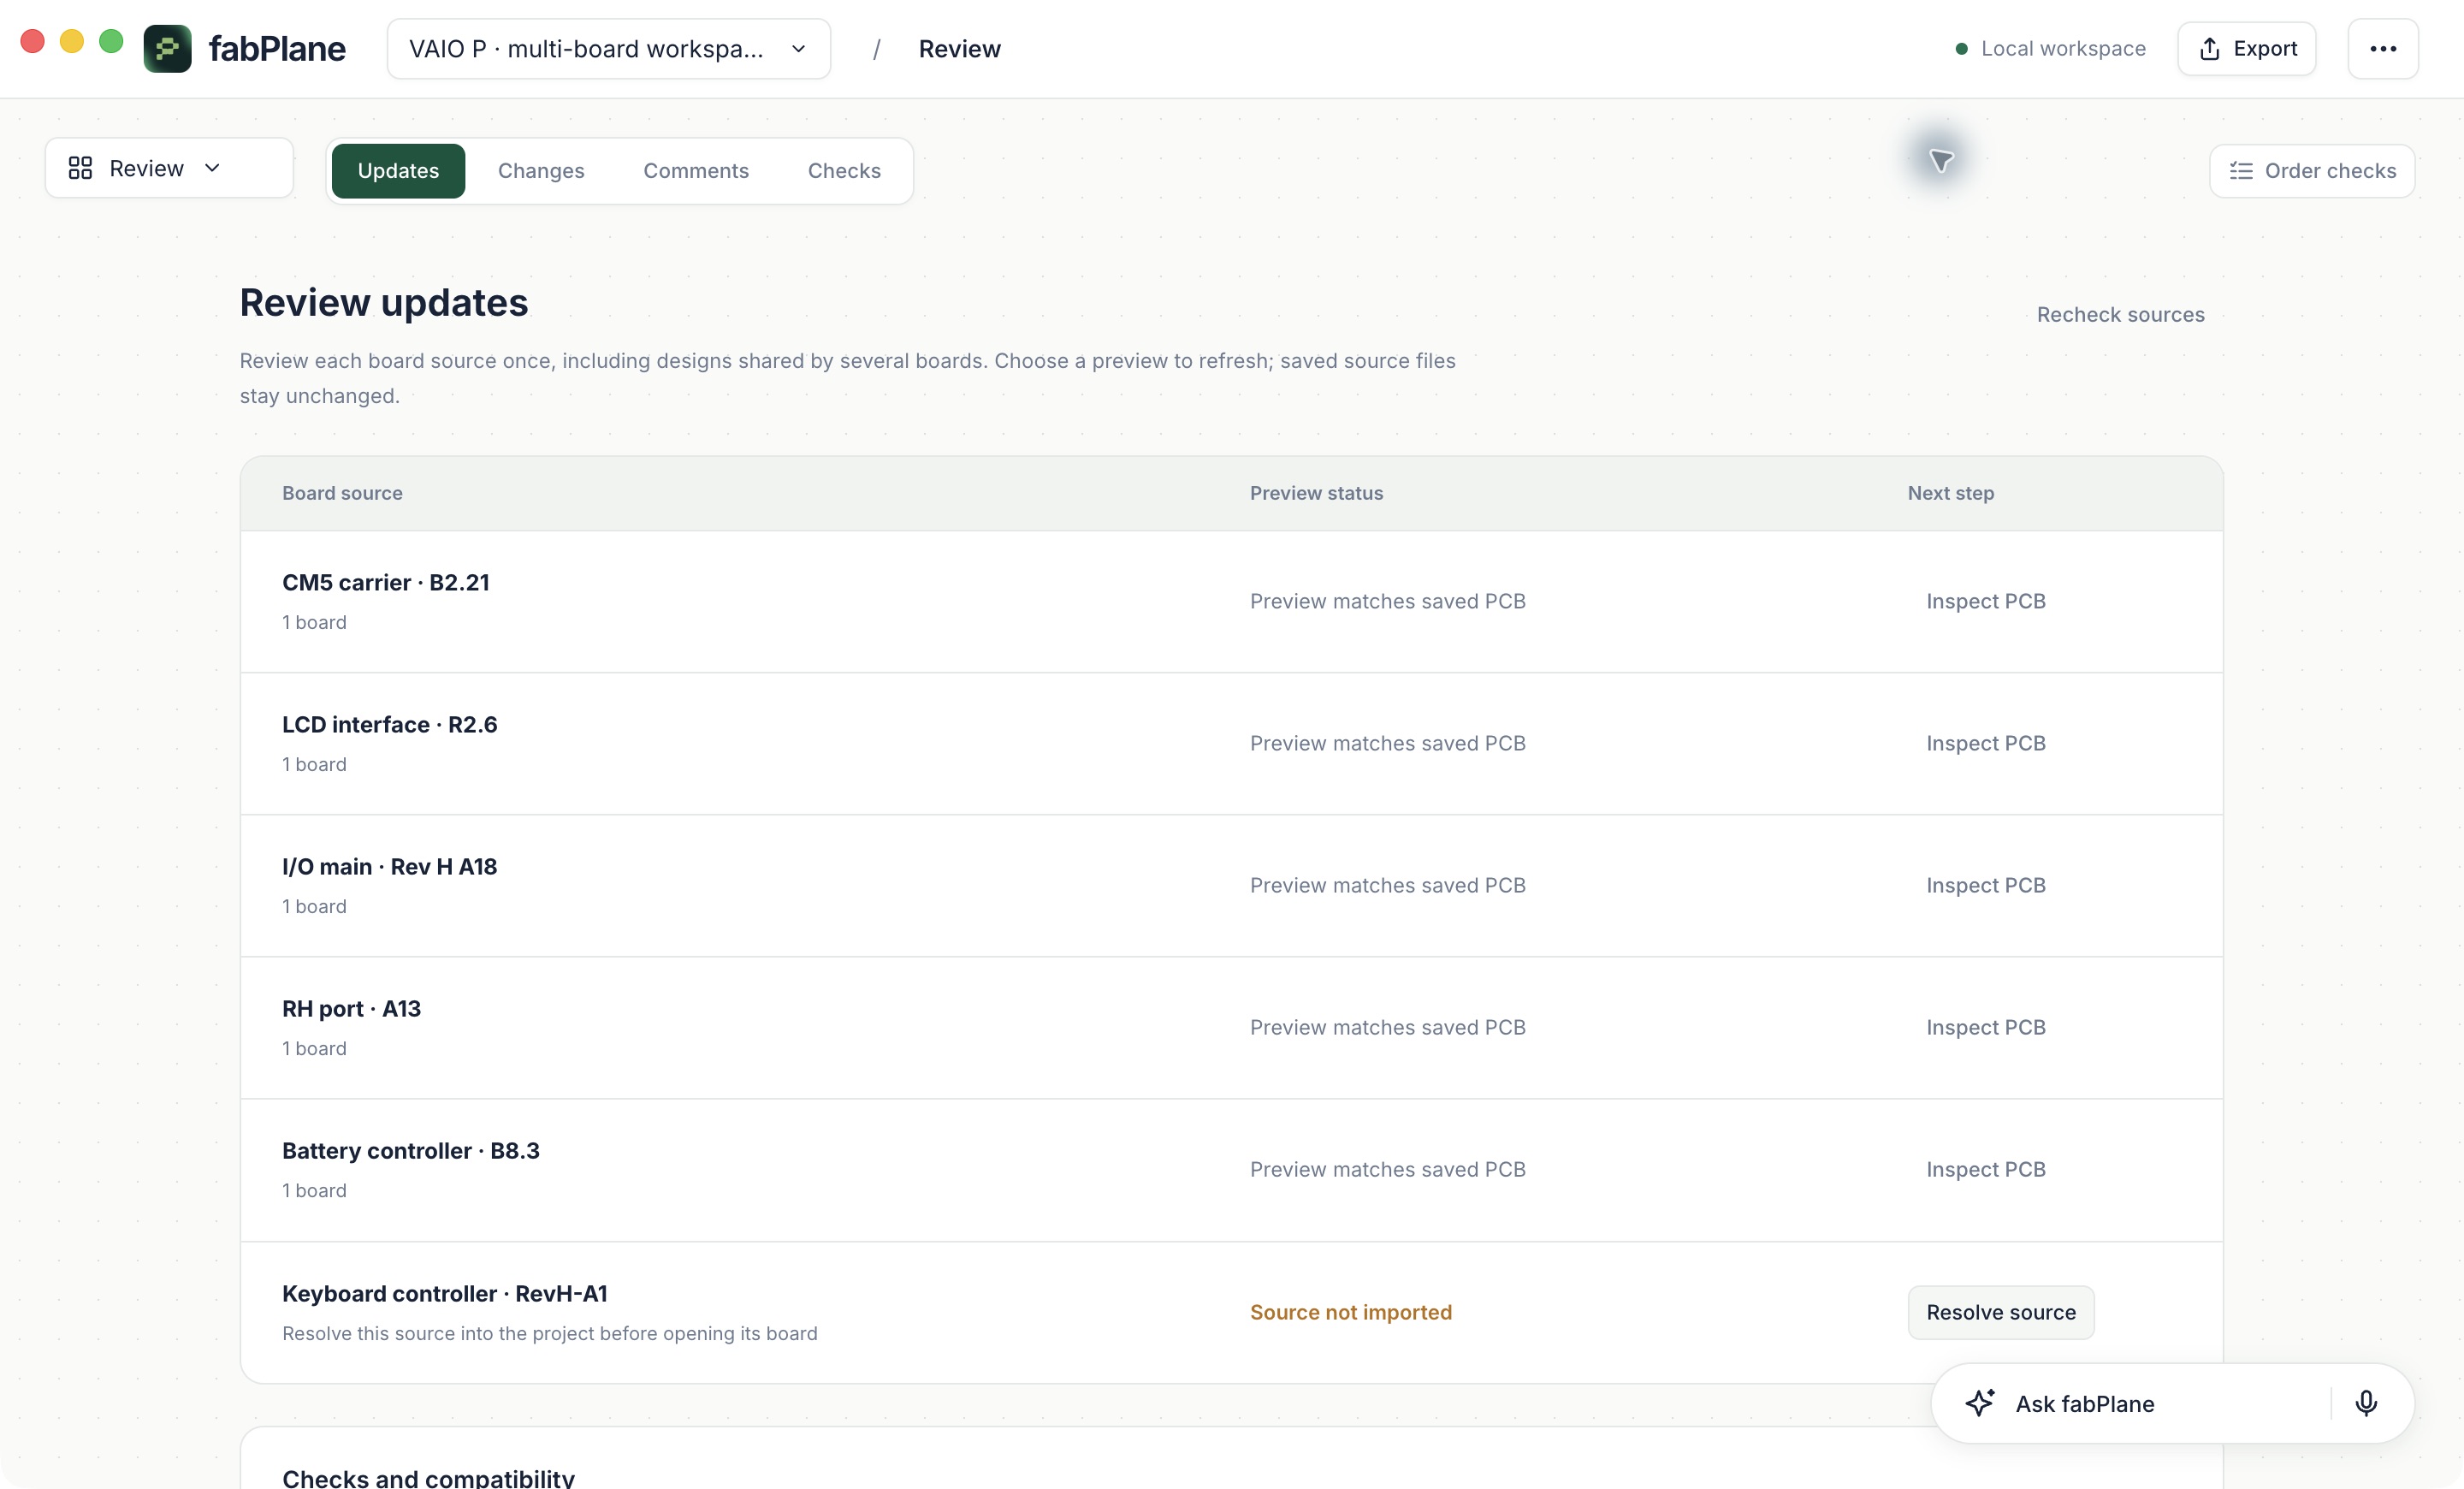 fabPlane
VAIO P · multi-board workspa...
/
Review
Local workspace
Export
Review
Updates
Changes
Comments
Checks
Order checks
Review updates
Recheck sources
Review each board source once, including designs shared by several boards. Choose a preview to refresh; saved source files
stay unchanged.
Board source
Preview status
Next step
CM5 carrier · B2.21
1 board
Preview matches saved PCB
Inspect PCB
LCD interface · R2.6
1 board
Preview matches saved PCB
Inspect PCB
I/O main · Rev H A18
1 board
Preview matches saved PCB
Inspect PCB
RH port · A13
1 board
Preview matches saved PCB
Inspect PCB
Battery controller · B8.3
1 board
Preview matches saved PCB
Inspect PCB
Keyboard controller · RevH-A1
Resolve this source into the project before opening its board
Source not imported
Resolve source
Ask fabPlane
Checks and compatibility